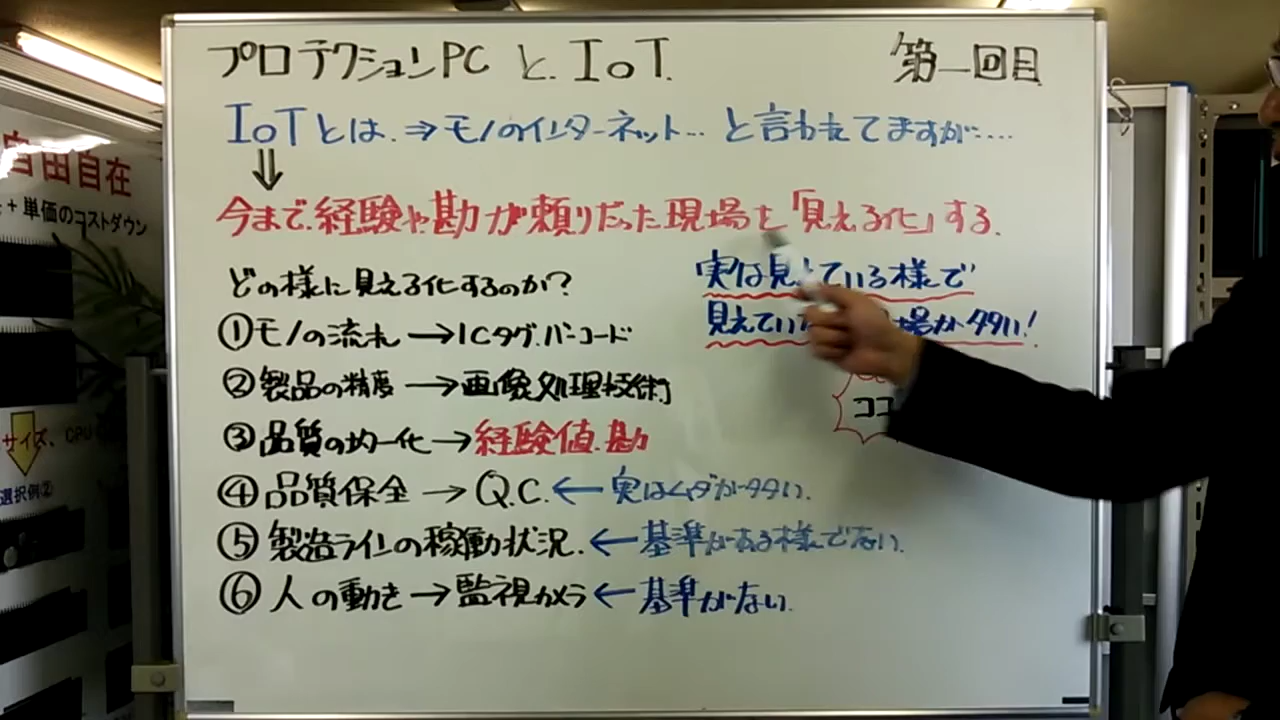 プロテクションPC と IoT. 第一回目
IoTとは.⇒モノのインターネット…と言われてますが……
⇓
今まで.経験や勘が頼りだった現場を「見える化」する.
どの様に見える化するのか?
実は見えている様で
見えていな 場が多い!
①モノの流れ→ICタグ.バーコード
②製品の精度→画像処理技術
ココ
③品質の均一化→経験値.勘
④品質保全→Q.C.←実はムダが多い.
⑤製造ラインの稼働状況.←基準がある様でない.
⑥人の動き→監視カメラ←基準がない.
自由自在
+単価のコストダウン
サイズ、CPU
選択例②